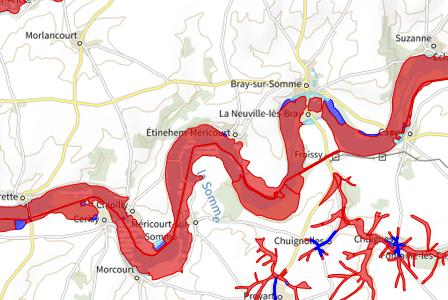 Morlancourt
Suzanne
Bray-sur-Somme
La Neuville-lès-Bray
Étinehem-Méricourt
Froissy
la Somme
Chipilly
Cerisy
Méricourt-sur-
Somme
Chuignolles
Morcourt
Proyart